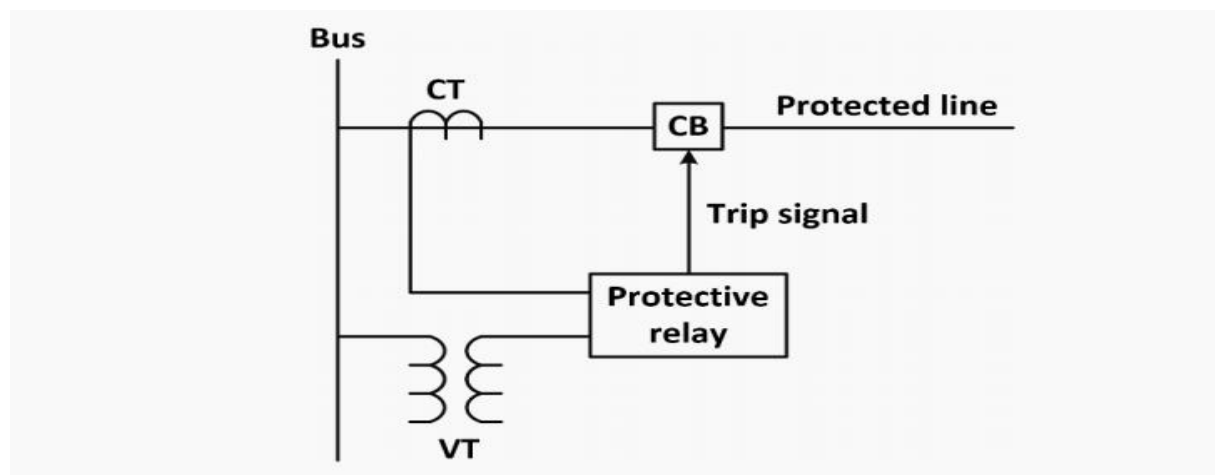 Bus
CT
CB
Protected line
Trip signal
Protective
relay
VT